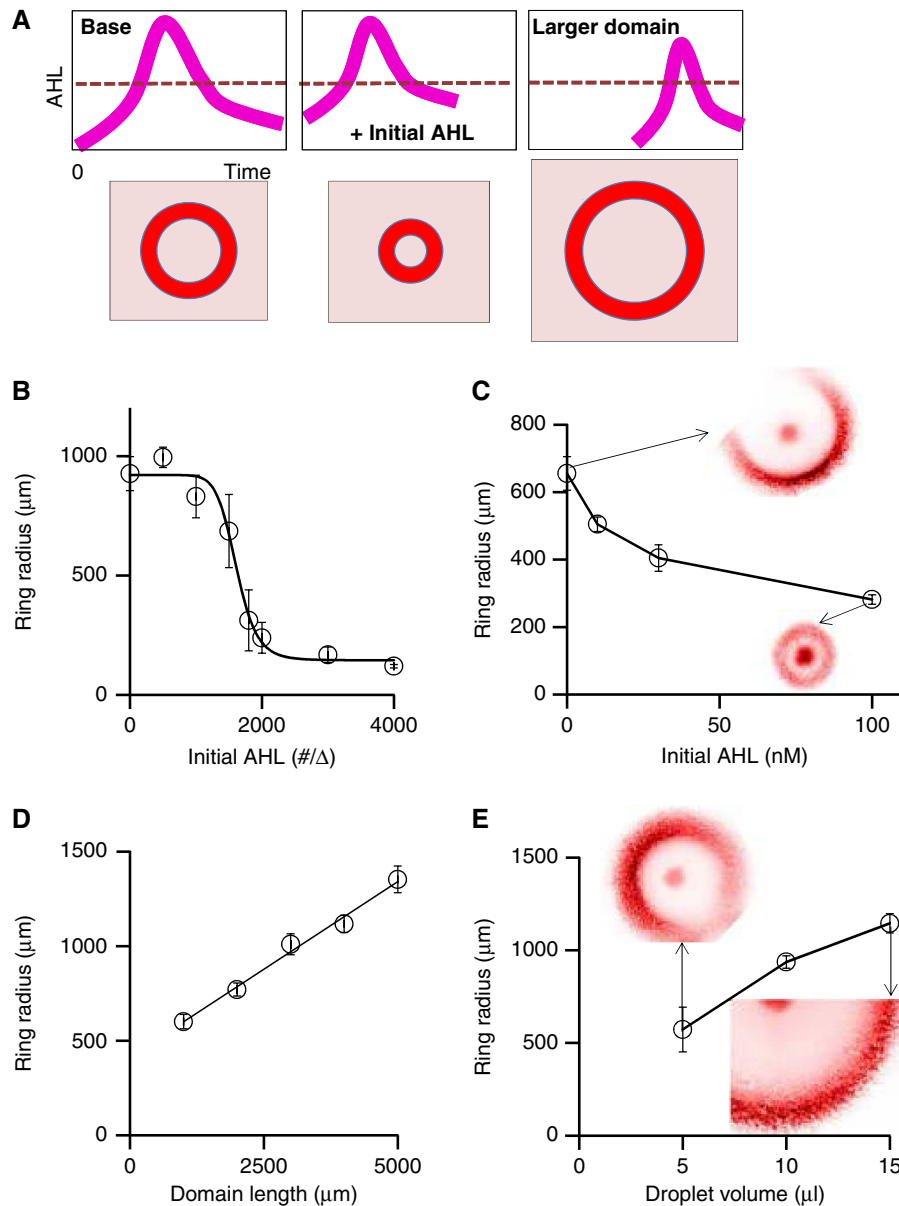 A
Base
+ Initial AHL
Larger domain
AHL
0
Time
B
Ring radius (μm)
1000
500
0
0
2000
4000
Initial AHL (#/Δ)
C
Ring radius (μm)
800
600
400
200
0
0
50
100
Initial AHL (nM)
D
Ring radius (μm)
1500
1000
500
0
0
2500
5000
Domain length (μm)
E
Ring radius (μm)
1500
1000
500
0
0
5
10
15
Droplet volume (μl)